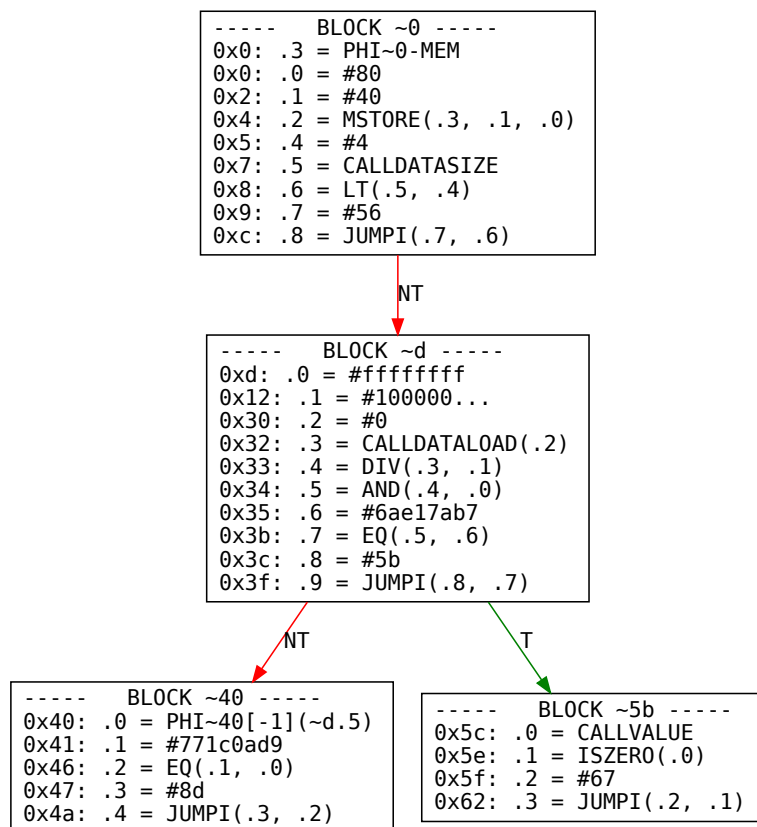 ----- BLOCK ~0 -----
0x0: .3 = PHI~0-MEM
0x0: .0 = #80
0x2: .1 = #40
0x4: .2 = MSTORE(.3, .1, .0)
0x5: .4 = #4
0x7: .5 = CALLDATASIZE
0x8: .6 = LT(.5, .4)
0x9: .7 = #56
0xc: .8 = JUMPI(.7, .6)
NT
----- BLOCK ~d -----
0xd: .0 = #ffffffff
0x12: .1 = #100000...
0x30: .2 = #0
0x32: .3 = CALLDATALOAD(.2)
0x33: .4 = DIV(.3, .1)
0x34: .5 = AND(.4, .0)
0x35: .6 = #6ae17ab7
0x3b: .7 = EQ(.5, .6)
0x3c: .8 = #5b
0x3f: .9 = JUMPI(.8, .7)
NT
T
----- BLOCK ~40 -----
0x40: .0 = PHI~40[-1](~d.5)
0x41: .1 = #771c0ad9
0x46: .2 = EQ(.1, .0)
0x47: .3 = #8d
0x4a: .4 = JUMPI(.3, .2)
----- BLOCK ~5b -----
0x5c: .0 = CALLVALUE
0x5e: .1 = ISZERO(.0)
0x5f: .2 = #67
0x62: .3 = JUMPI(.2, .1)